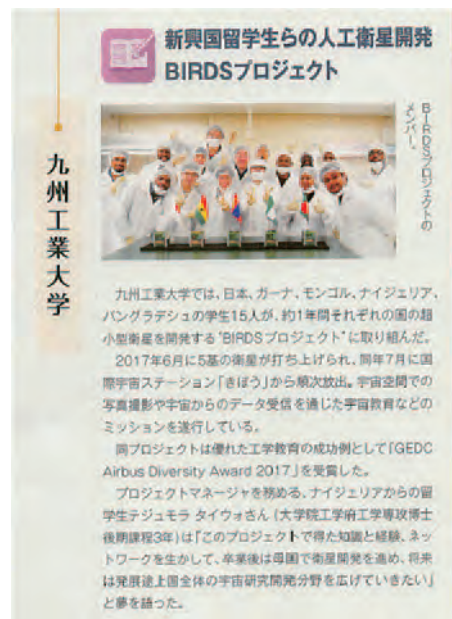 新興国留学生らの人工衛星開発
BIRDSプロジェクト
BIRDSプロジェクトの
メンバー。
九州工業大学
九州工業大学では、日本、ガーナ、モンゴル、ナイジェリア、
バングラデシュの学生15人が、約1年間それぞれの国の超
小型衛星を開発する“BIRDSプロジェクト”に取り組んだ。
2017年6月に5基の衛星が打ち上げられ、同年7月に国
際宇宙ステーション「きぼう」から順次放出。宇宙空間での
写真撮影や宇宙からのデータ受信を通じた宇宙教育などの
ミッションを遂行している。
同プロジェクトは優れた工学教育の成功例として「GEDC
Airbus Diversity Award 2017」を受賞した。
プロジェクトマネージャを務める、ナイジェリアからの留
学生テジュモラ タイウォさん（大学院工学府工学専攻博士
後期課程3年）は「このプロジェクトで得た知識と経験、ネッ
トワークを生かして、卒業後は母国で衛星開発を進め、将来
は発展途上国全体の宇宙研究開発分野を広げていきたい」
と夢を語った。